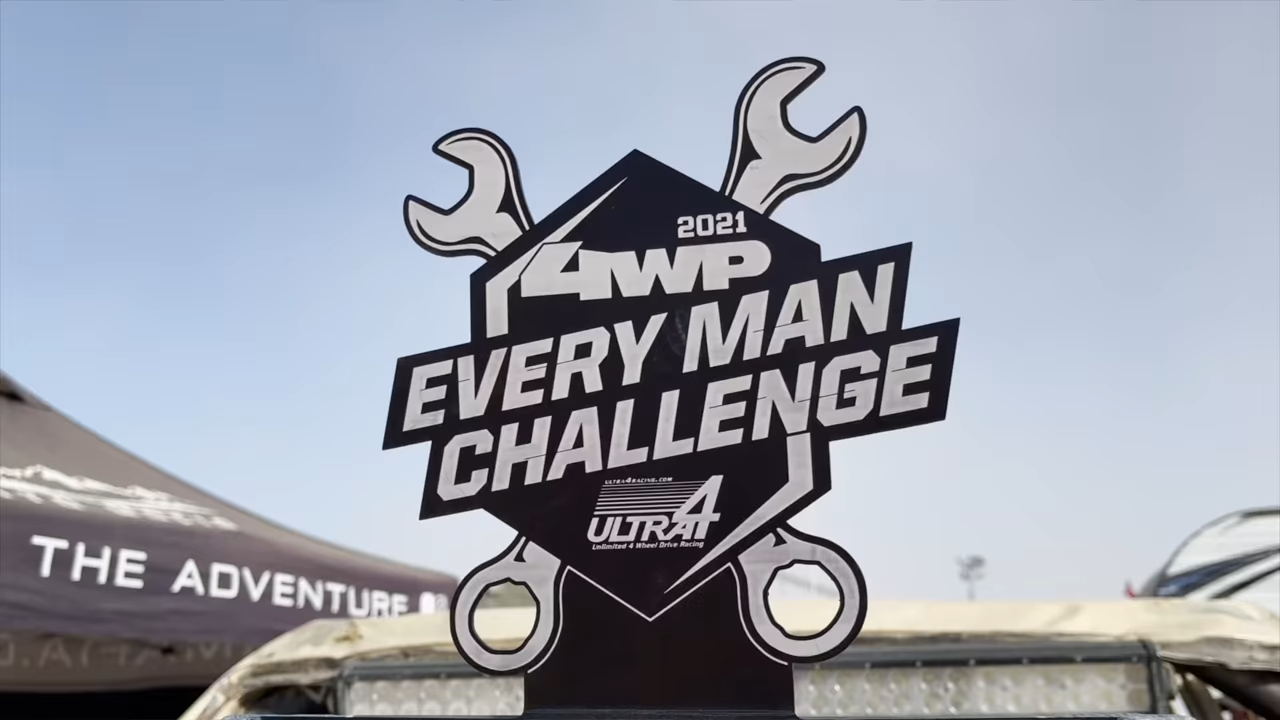 2021
4WP
EVERY MAN
CHALLENGE
ULTRA4RACING.COM
ULTRA4
Unlimited 4 Wheel Drive Racing
THE ADVENTURE